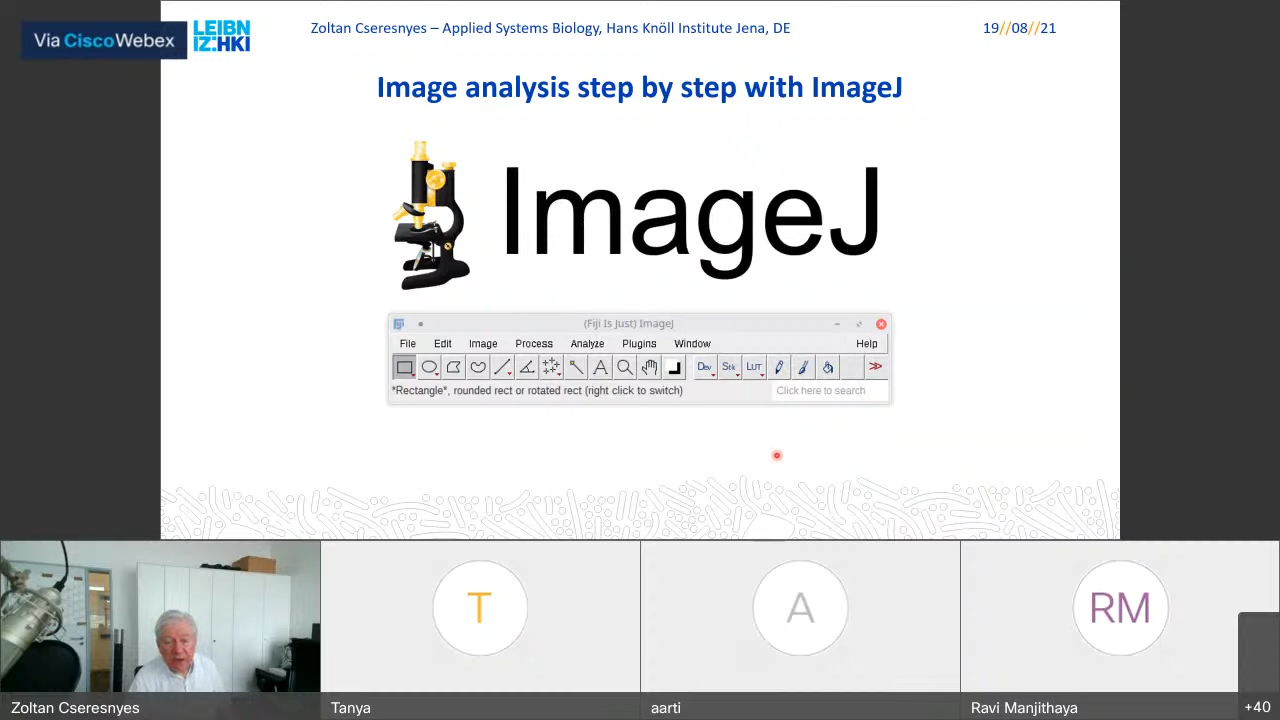 Via Cisco Webex
LEIBN
IZ:HKI
Zoltan Cseresnyes – Applied Systems Biology, Hans Knöll Institute Jena, DE
19//08//21
Image analysis step by step with ImageJ
ImageJ
(Fiji Is Just) ImageJ
File Edit Image Process Analyze Plugins Window Help
A Dev Stk LUT >>
*Rectangle*, rounded rect or rotated rect (right click to switch)
Click here to search
T
A
RM
Zoltan Cseresnyes
Tanya
aarti
Ravi Manjithaya
+40